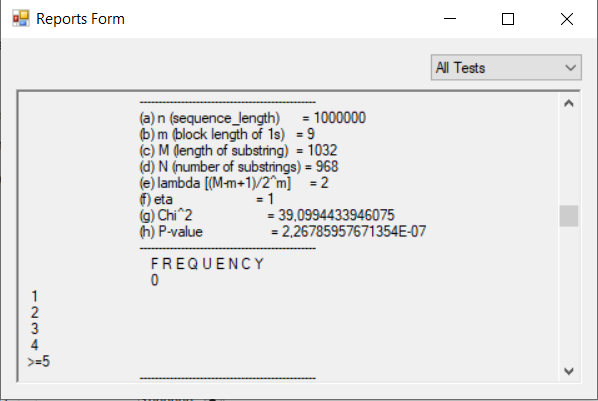 Reports Form
All Tests
-----------------------------------------------
(a) n (sequence_length) = 1000000
(b) m (block length of 1s) = 9
(c) M (length of substring) = 1032
(d) N (number of substrings) = 968
(e) lambda [(M-m+1)/2^m] = 2
(f) eta = 1
(g) Chi^2 = 39,0994433946075
(h) P-value = 2,26785957671354E-07
-----------------------------------------------
F R E Q U E N C Y
0
1
2
3
4
>=5
-----------------------------------------------